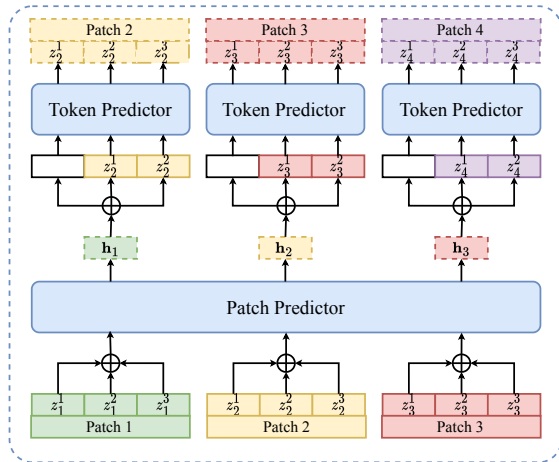 Patch 2 Patch 3 Patch 4
z_2^1 z_2^2 z_2^3 z_3^1 z_3^2 z_3^3 z_4^1 z_4^2 z_4^3
Token Predictor Token Predictor Token Predictor
z_2^1 z_2^2 z_3^1 z_3^2 z_4^1 z_4^2
h_1 h_2 h_3
Patch Predictor
z_1^1 z_1^2 z_1^3 z_2^1 z_2^2 z_2^3 z_3^1 z_3^2 z_3^3
Patch 1 Patch 2 Patch 3